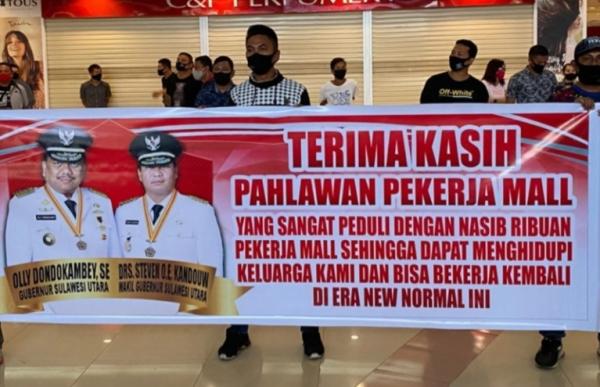 TOUS
C&F PERFUMERY
TERIMA KASIH
PAHLAWAN PEKERJA MALL
YANG SANGAT PEDULI DENGAN NASIB RIBUAN
PEKERJA MALL SEHINGGA DAPAT MENGHIDUPI
KELUARGA KAMI DAN BISA BEKERJA KEMBALI
DI ERA NEW NORMAL INI
OLLY DONDOKAMBEY, SE
GUBERNUR SULAWESI UTARA
DRS. STEVEN O.E. KANDOUW
WAKIL GUBERNUR SULAWESI UTARA
Off-White